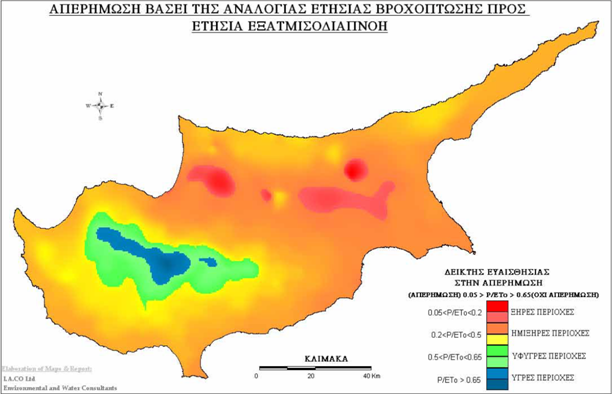 ΑΠΕΡΗΜΩΣΗ ΒΑΣΕΙ ΤΗΣ ΑΝΑΛΟΓΙΑΣ ΕΤΗΣΙΑΣ ΒΡΟΧΟΠΤΩΣΗΣ ΠΡΟΣ
ΕΤΗΣΙΑ ΕΞΑΤΜΙΣΟΔΙΑΠΝΟΗ
N
W E
S
ΔΕΙΚΤΗΣ ΕΥΑΙΣΘΗΣΙΑΣ
ΣΤΗΝ ΑΠΕΡΗΜΩΣΗ
(ΑΠΕΡΗΜΩΣΗ) 0.05 > P/ETo > 0.65(ΟΧΙ ΑΠΕΡΗΜΩΣΗ)
0.05<P/ETo<0.2 ΞΗΡΕΣ ΠΕΡΙΟΧΕΣ
0.2<P/ETo<0.5 ΗΜΙΞΗΡΕΣ ΠΕΡΙΟΧΕΣ
0.5<P/ETo<0.65 ΥΦΥΓΡΕΣ ΠΕΡΙΟΧΕΣ
P/ETo > 0.65 ΥΓΡΕΣ ΠΕΡΙΟΧΕΣ
ΚΛΙΜΑΚΑ
0 20 40 Km
Elaboration of Maps & Report:
I.A.CO Ltd
Environmental and Water Consultants